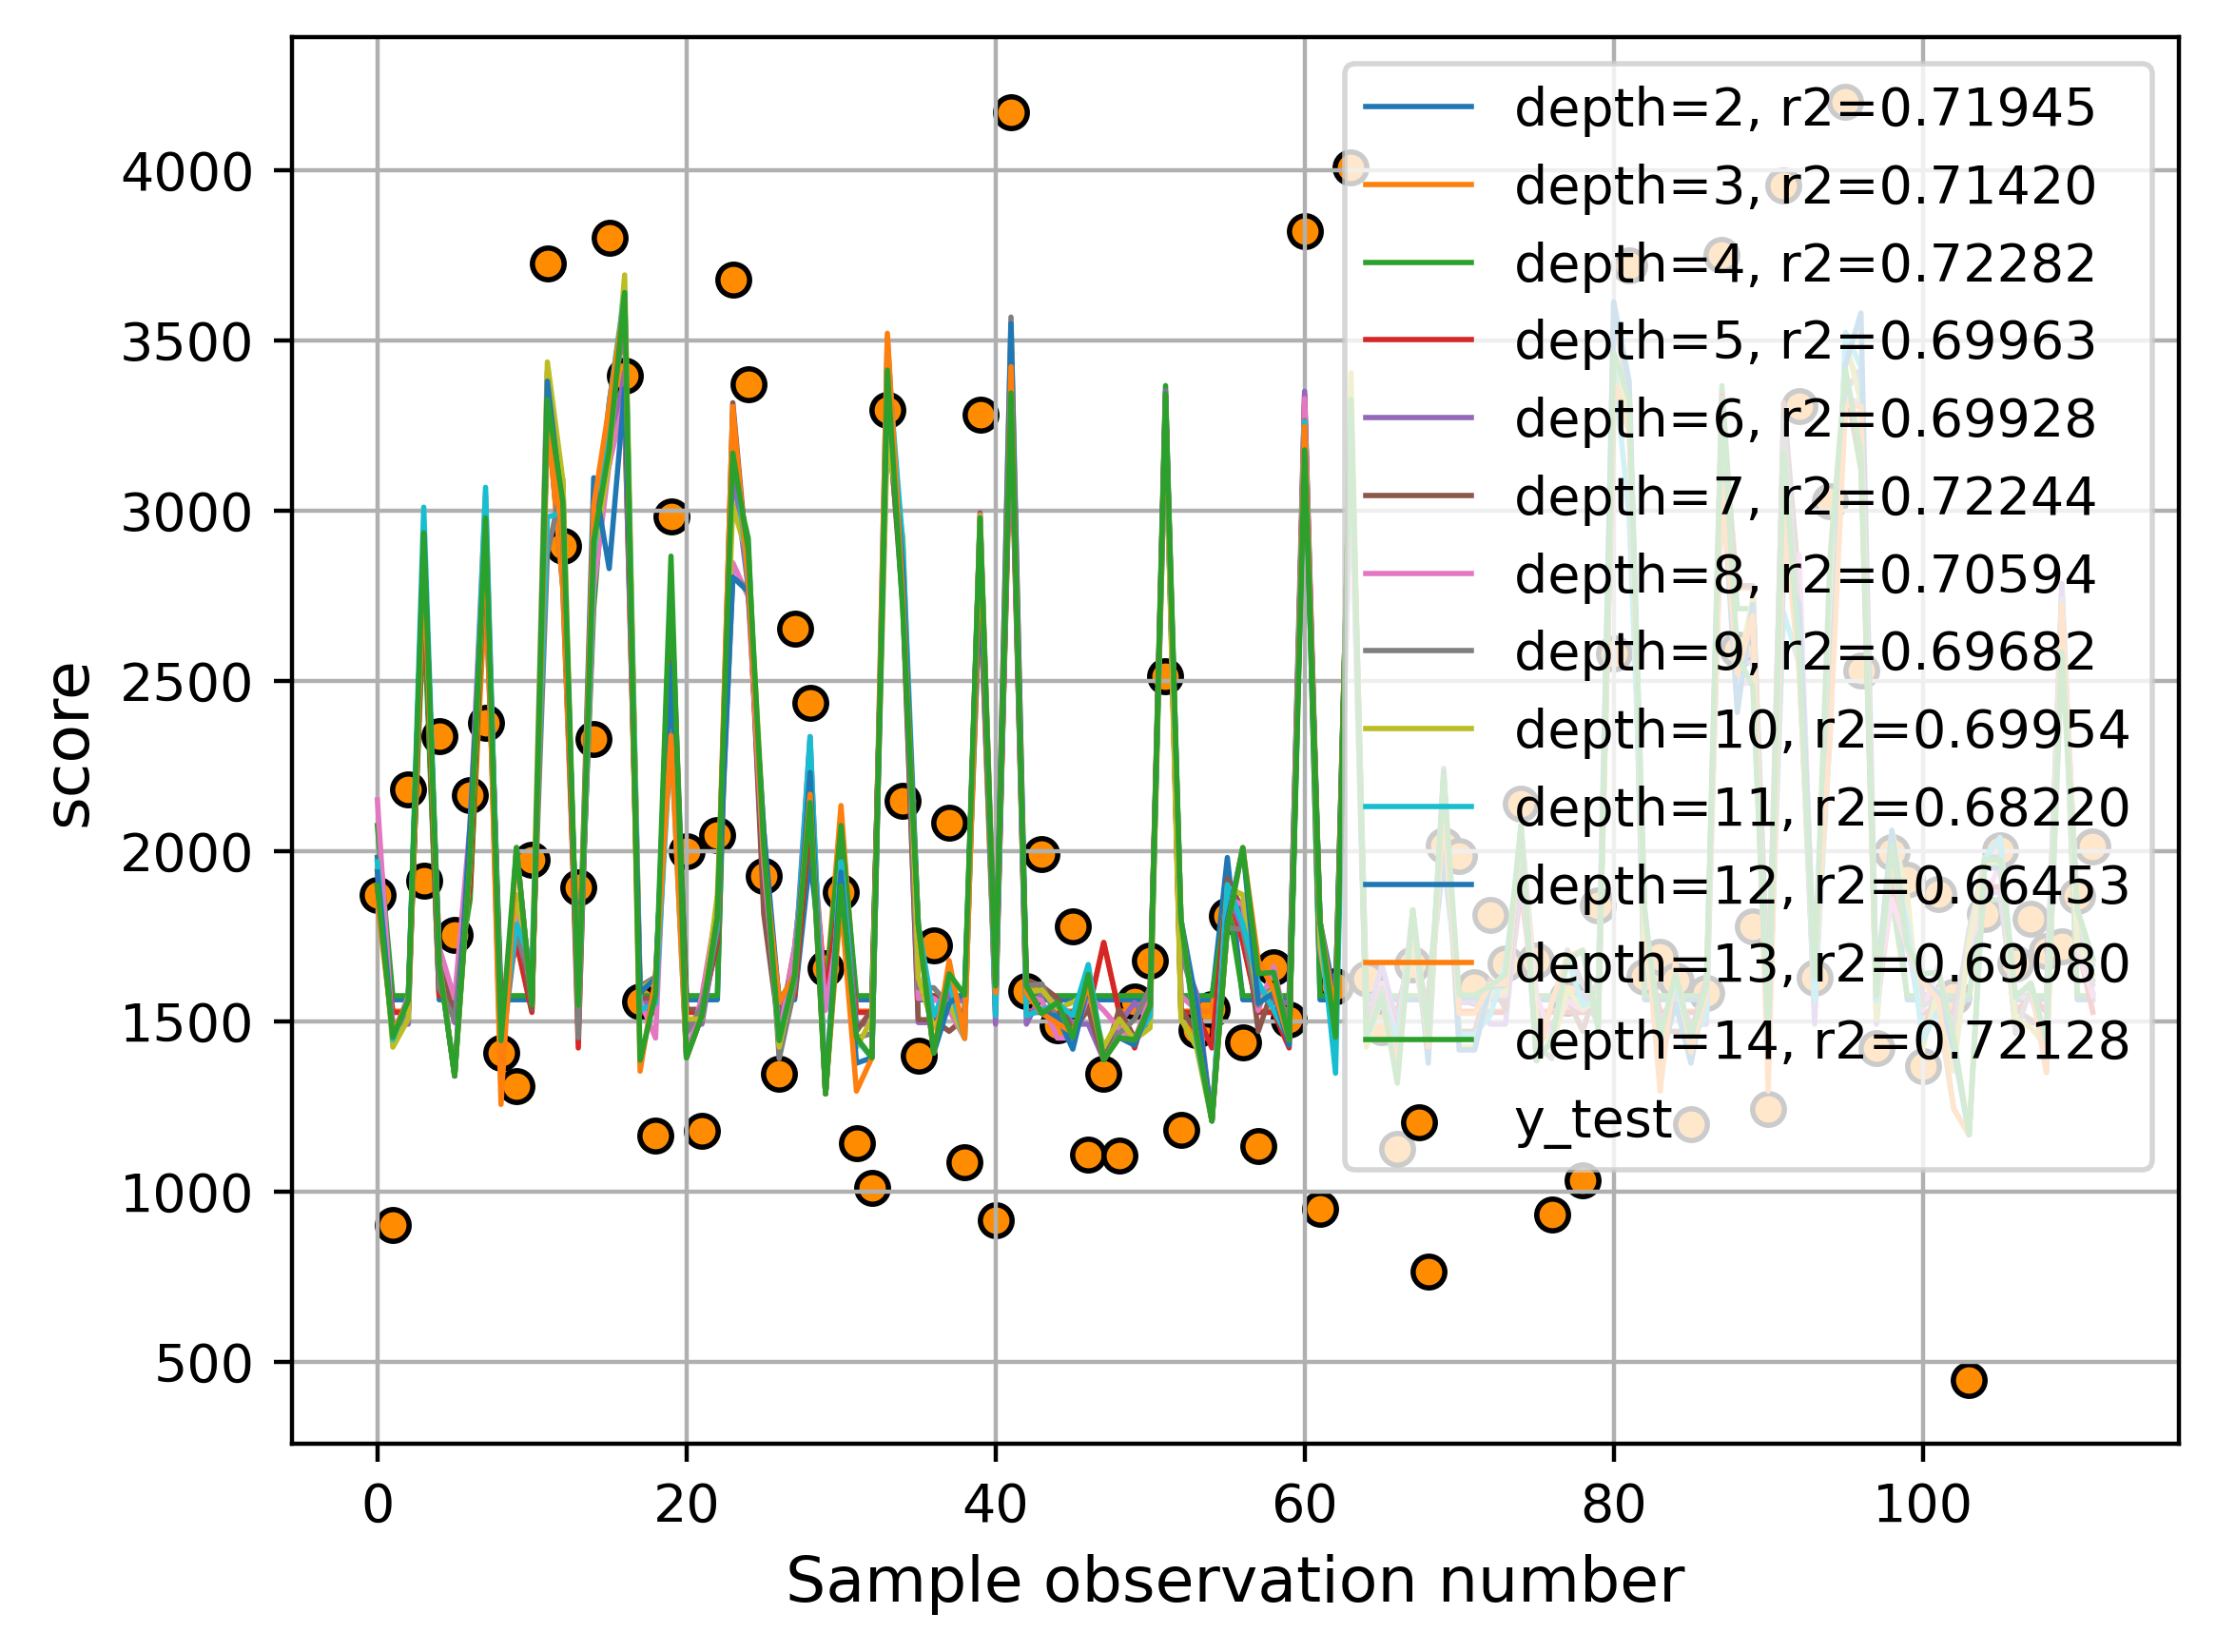 depth=2, r2=0.71945
depth=3, r2=0.71420
depth=4, r2=0.72282
depth=5, r2=0.69963
depth=6, r2=0.69928
depth=7, r2=0.72244
depth=8, r2=0.70594
depth=9, r2=0.69682
depth=10, r2=0.69954
depth=11, r2=0.68220
depth=12, r2=0.66453
depth=13, r2=0.69080
depth=14, r2=0.72128
y_test
4000
3500
3000
2500
2000
1500
1000
500
score
0 20 40 60 80 100
Sample observation number